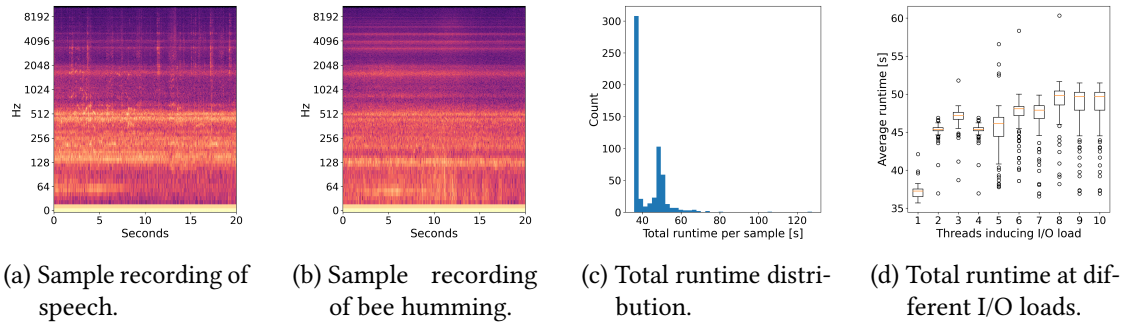 8192
4096
2048
1024
512
256
128
64
0
Hz
0 5 10 15 20
Seconds
(a) Sample recording of
speech.
8192
4096
2048
1024
512
256
128
64
0
Hz
0 5 10 15 20
Seconds
(b) Sample recording
of bee humming.
300
250
200
150
100
50
0
Count
40 60 80 100 120
Total runtime per sample [s]
(c) Total runtime distri-
bution.
60
55
50
45
40
35
Average runtime [s]
1 2 3 4 5 6 7 8 9 10
Threads inducing I/O load
(d) Total runtime at dif-
ferent I/O loads.